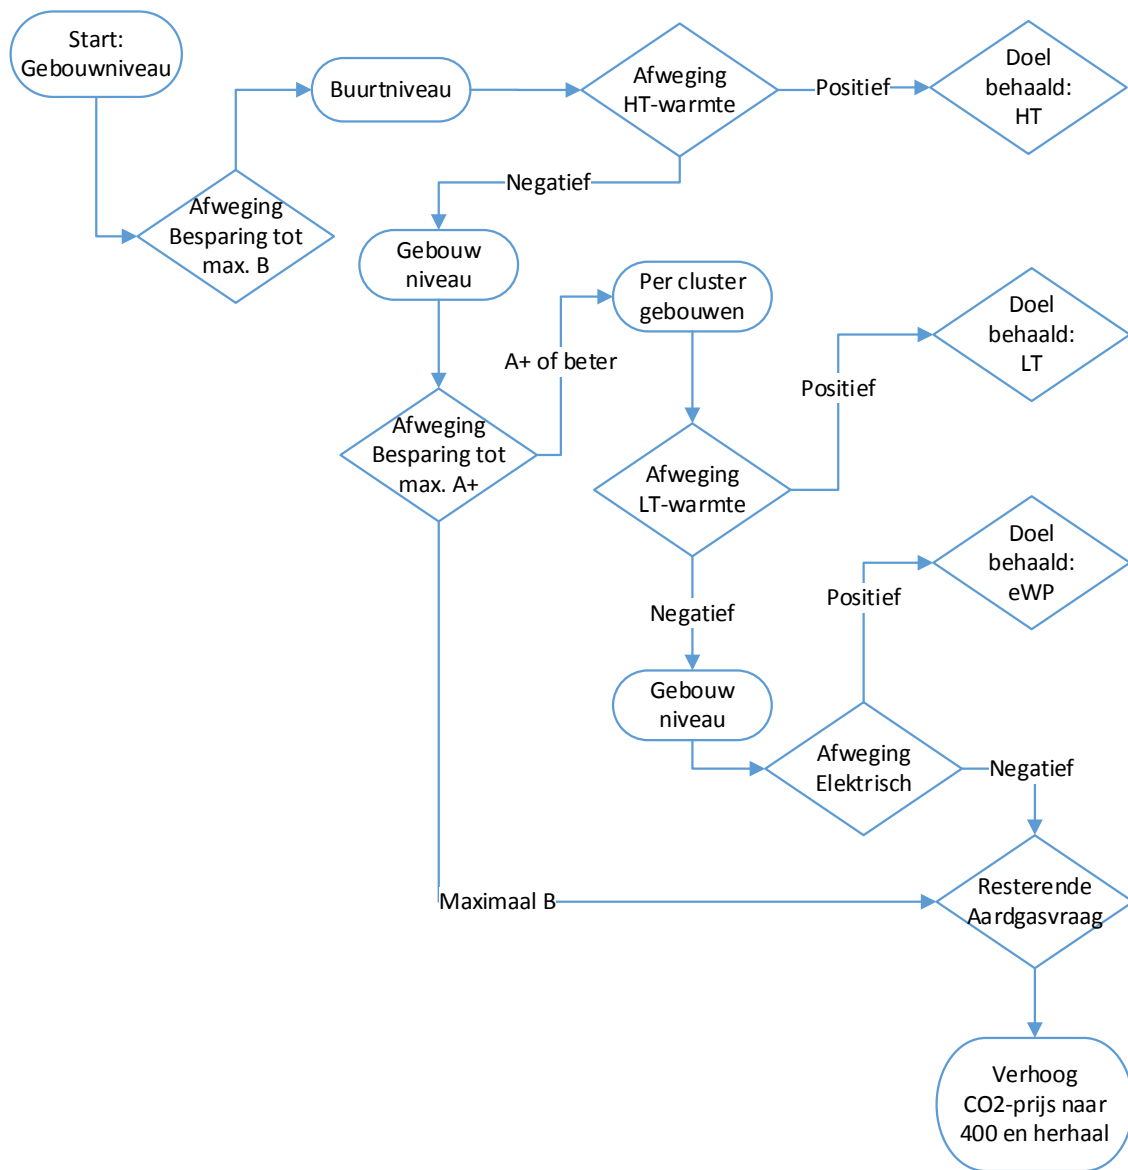 Start:
Gebouwniveau
Buurtniveau
Afweging
HT-warmte
Positief
Doel
behaald:
HT
Afweging
Besparing tot
max. B
Negatief
Gebouw
niveau
Per cluster
gebouwen
A+ of beter
Doel
behaald:
LT
Positief
Afweging
Besparing tot
max. A+
Afweging
LT-warmte
Doel
behaald:
eWP
Negatief
Positief
Gebouw
niveau
Afweging
Elektrisch
Negatief
Maximaal B
Resterende
Aardgasvraag
Verhoog
CO2-prijs naar
400 en herhaal